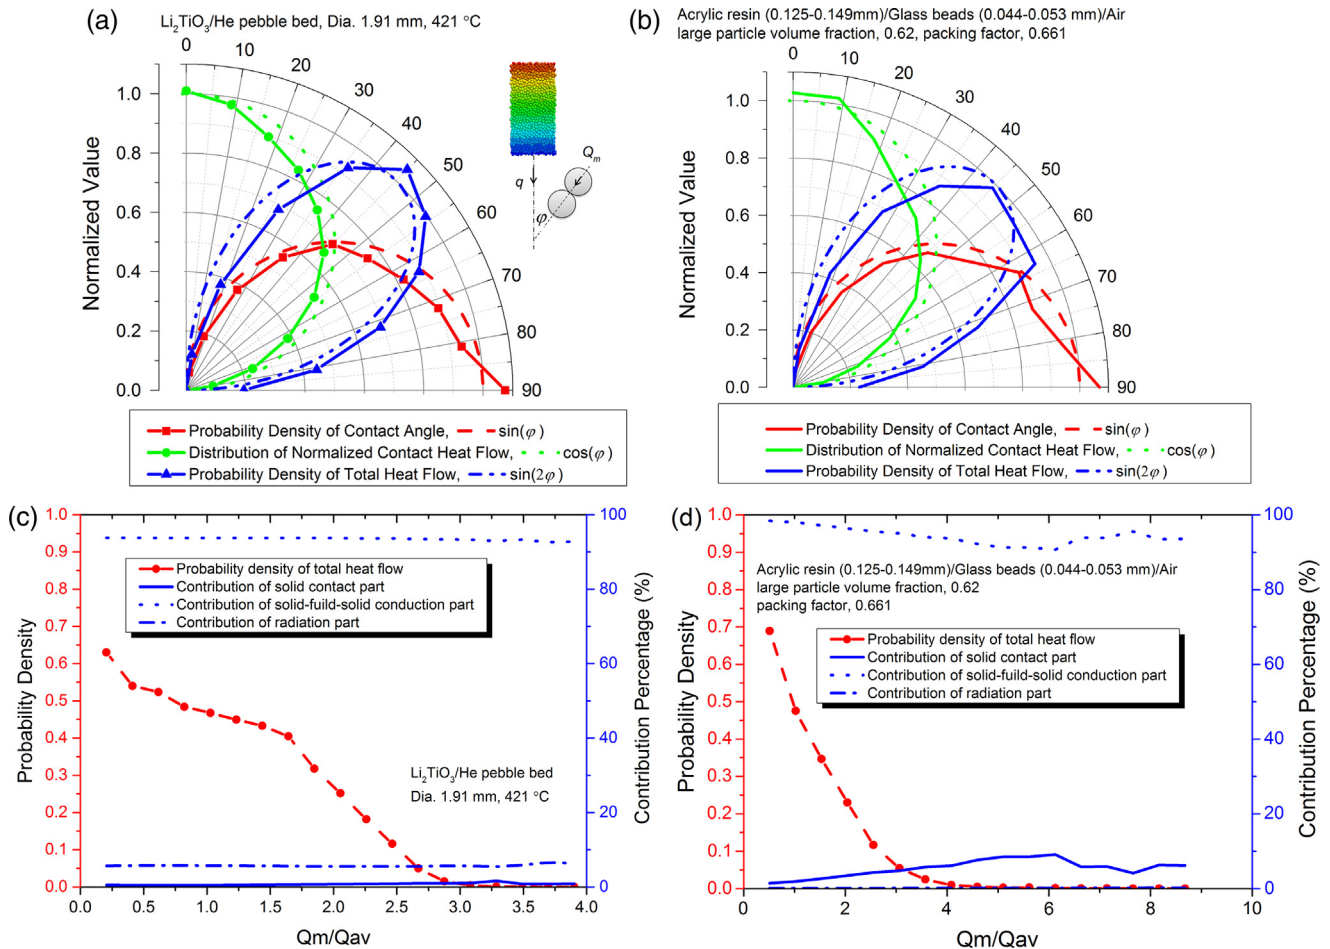 (a)
Li2TiO3/He pebble bed, Dia. 1.91 mm, 421 °C
0
10
20
30
40
50
60
70
80
90
1.0
0.8
0.6
0.4
0.2
0.0
Normalized Value
q
Qm
φ
Probability Density of Contact Angle, sin(φ)
Distribution of Normalized Contact Heat Flow, cos(φ)
Probability Density of Total Heat Flow, sin(2φ)
(b)
Acrylic resin (0.125-0.149mm)/Glass beads (0.044-0.053 mm)/Air
large particle volume fraction, 0.62, packing factor, 0.661
0
10
20
30
40
50
60
70
80
90
1.0
0.8
0.6
0.4
0.2
0.0
Normalized Value
Probability Density of Contact Angle, sin(φ)
Distribution of Normalized Contact Heat Flow, cos(φ)
Probability Density of Total Heat Flow, sin(2φ)
(c)
1.0
0.9
0.8
0.7
0.6
0.5
0.4
0.3
0.2
0.1
0.0
Probability Density
Probability density of total heat flow
Contribution of solid contact part
Contribution of solid-fuild-solid conduction part
Contribution of radiation part
Li2TiO3/He pebble bed
Dia. 1.91 mm, 421 °C
100
80
60
40
20
0
Contribution Percentage (%)
0.0 0.5 1.0 1.5 2.0 2.5 3.0 3.5 4.0
Qm/Qav
(d)
1.0
0.9
0.8
0.7
0.6
0.5
0.4
0.3
0.2
0.1
0.0
Probability Density
Acrylic resin (0.125-0.149mm)/Glass beads (0.044-0.053 mm)/Air
large particle volume fraction, 0.62
packing factor, 0.661
Probability density of total heat flow
Contribution of solid contact part
Contribution of solid-fuild-solid conduction part
Contribution of radiation part
100
80
60
40
20
0
Contribution Percentage (%)
0 2 4 6 8 10
Qm/Qav